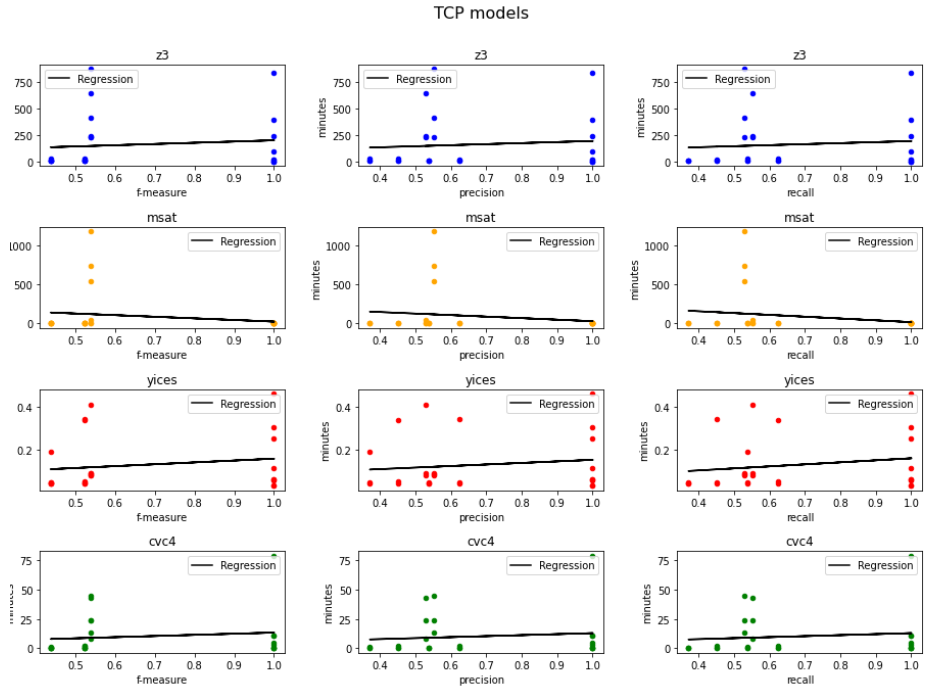 TCP models
z3
z3
z3
Regression
Regression
Regression
750
500
250
0
0.5 0.6 0.7 0.8 0.9 1.0
f-measure
minutes
750
500
250
0
0.4 0.5 0.6 0.7 0.8 0.9 1.0
precision
minutes
750
500
250
0
0.4 0.5 0.6 0.7 0.8 0.9 1.0
recall
msat
msat
msat
Regression
Regression
Regression
1000
500
0
0.5 0.6 0.7 0.8 0.9 1.0
f-measure
minutes
1000
500
0
0.4 0.5 0.6 0.7 0.8 0.9 1.0
precision
minutes
1000
500
0
0.4 0.5 0.6 0.7 0.8 0.9 1.0
recall
yices
yices
yices
Regression
Regression
Regression
0.4
0.2
0.5 0.6 0.7 0.8 0.9 1.0
f-measure
minutes
0.4
0.2
0.4 0.5 0.6 0.7 0.8 0.9 1.0
precision
minutes
0.4
0.2
0.4 0.5 0.6 0.7 0.8 0.9 1.0
recall
cvc4
cvc4
cvc4
Regression
Regression
Regression
minutes
75
50
25
0
0.5 0.6 0.7 0.8 0.9 1.0
f-measure
minutes
75
50
25
0
0.4 0.5 0.6 0.7 0.8 0.9 1.0
precision
minutes
75
50
25
0
0.4 0.5 0.6 0.7 0.8 0.9 1.0
recall